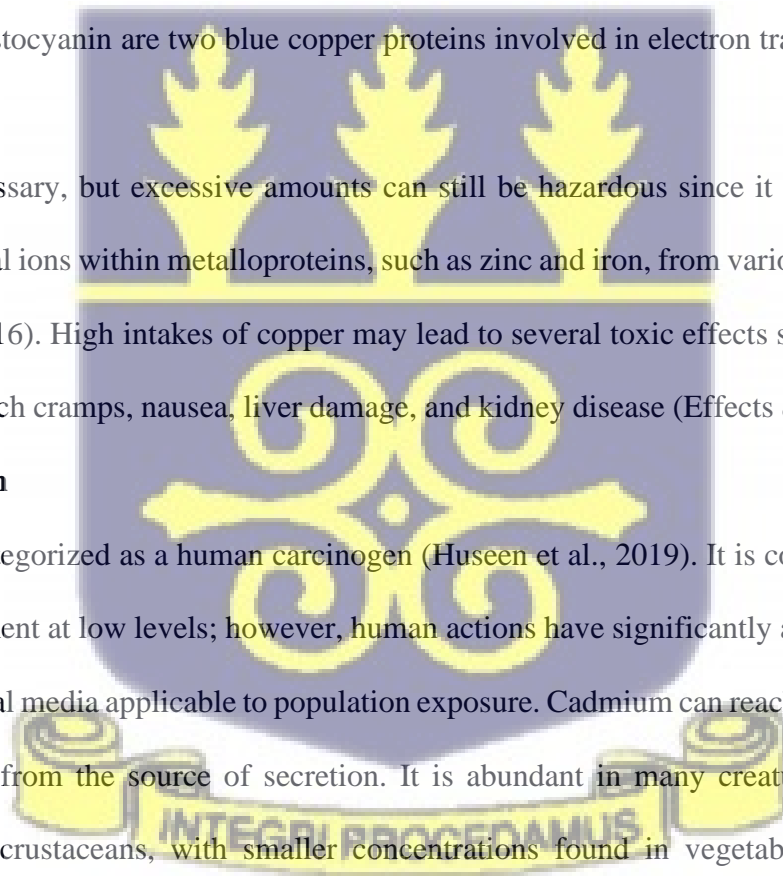 stocyanin are two blue copper proteins involved in electron tra
ssary, but excessive amounts can still be hazardous since it
al ions within metalloproteins, such as zinc and iron, from vario
16). High intakes of copper may lead to several toxic effects s
ch cramps, nausea, liver damage, and kidney disease (Effects
n
tegorized as a human carcinogen (Huseen et al., 2019). It is co
ent at low levels; however, human actions have significantly a
al media applicable to population exposure. Cadmium can reac
from the source of secretion. It is abundant in many creatu
INTEGRI PROCEDAMUS
crustaceans, with smaller concentrations found in vegetab